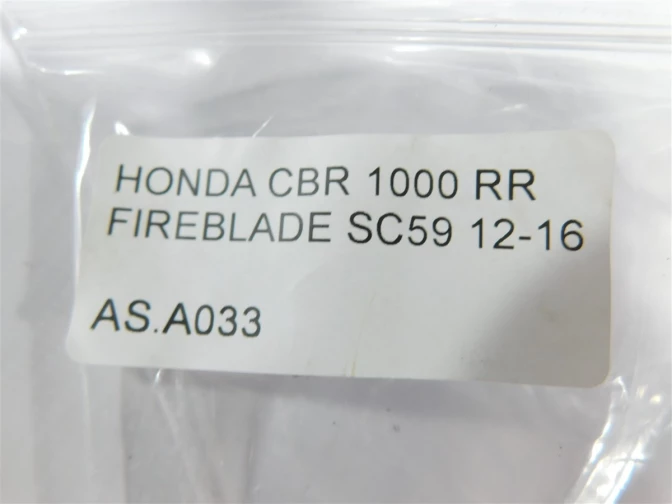 HONDA CBR 1000 RR
FIREBLADE SC59 12-16
AS.A033